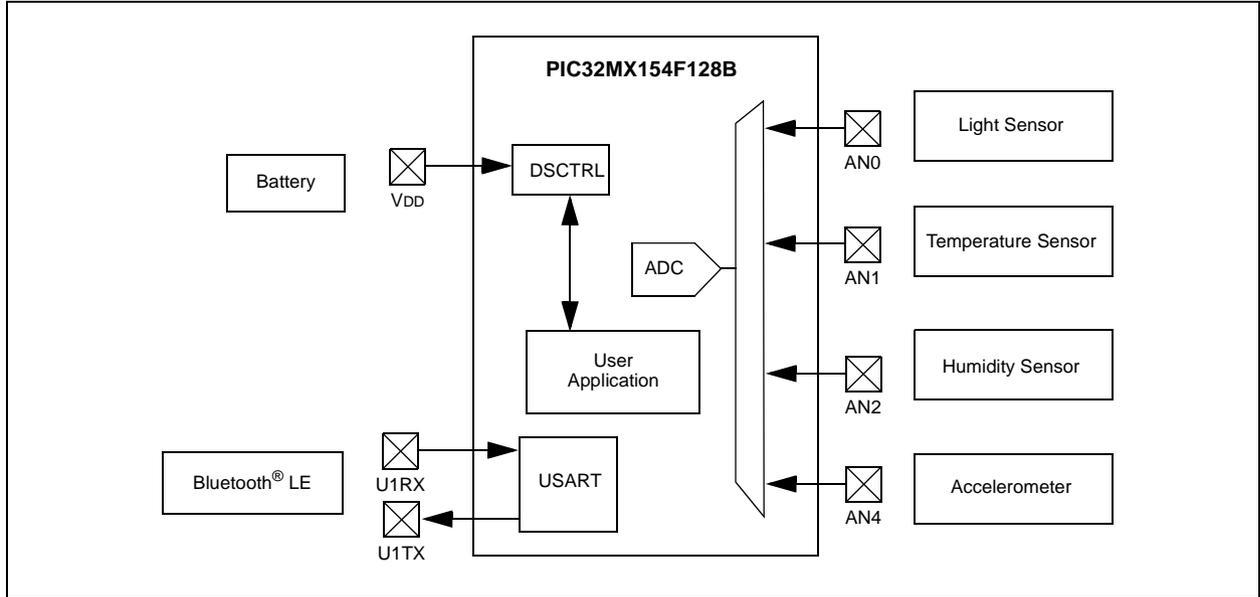 PIC32MX154F128B
Light Sensor
AN0
Battery
VDD
DSCTRL
Temperature Sensor
AN1
ADC
User
Application
Humidity Sensor
AN2
Bluetooth® LE
U1RX
U1TX
USART
Accelerometer
AN4